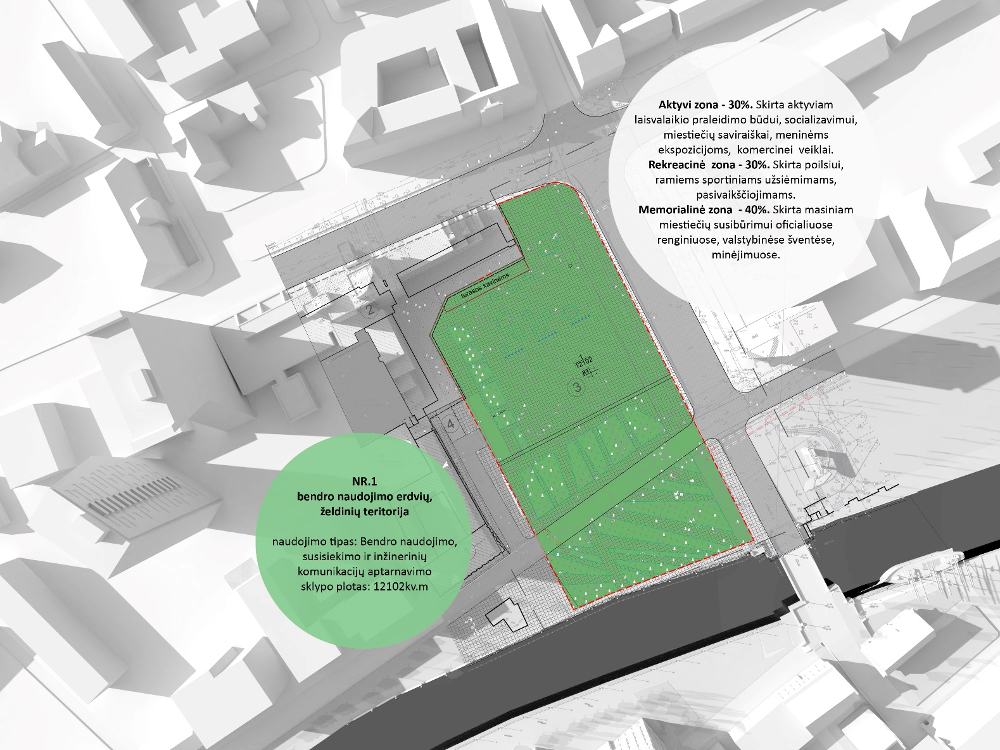 Aktyvi zona - 30%. Skirta aktyviam
laisvalaikio praleidimo būdui, socializavimui,
miestiečių saviraiškai, meninėms
ekspozicijoms, komercinei veiklai.
Rekreacinė zona - 30%. Skirta poilsiui,
ramiems sportiniams užsiėmimams,
pasivaikščiojimams.
Memorialinė zona - 40%. Skirta masiniam
miestiečių susibūrimui oficialiuose
renginiuose, valstybinėse šventėse,
minėjimuose.
terasos kavinėms
2
1
12102
B/I
3
4
NR.1
bendro naudojimo erdvių,
želdinių teritorija
naudojimo tipas: Bendro naudojimo,
susisiekimo ir inžinerinių
komunikacijų aptarnavimo
sklypo plotas: 12102kv.m